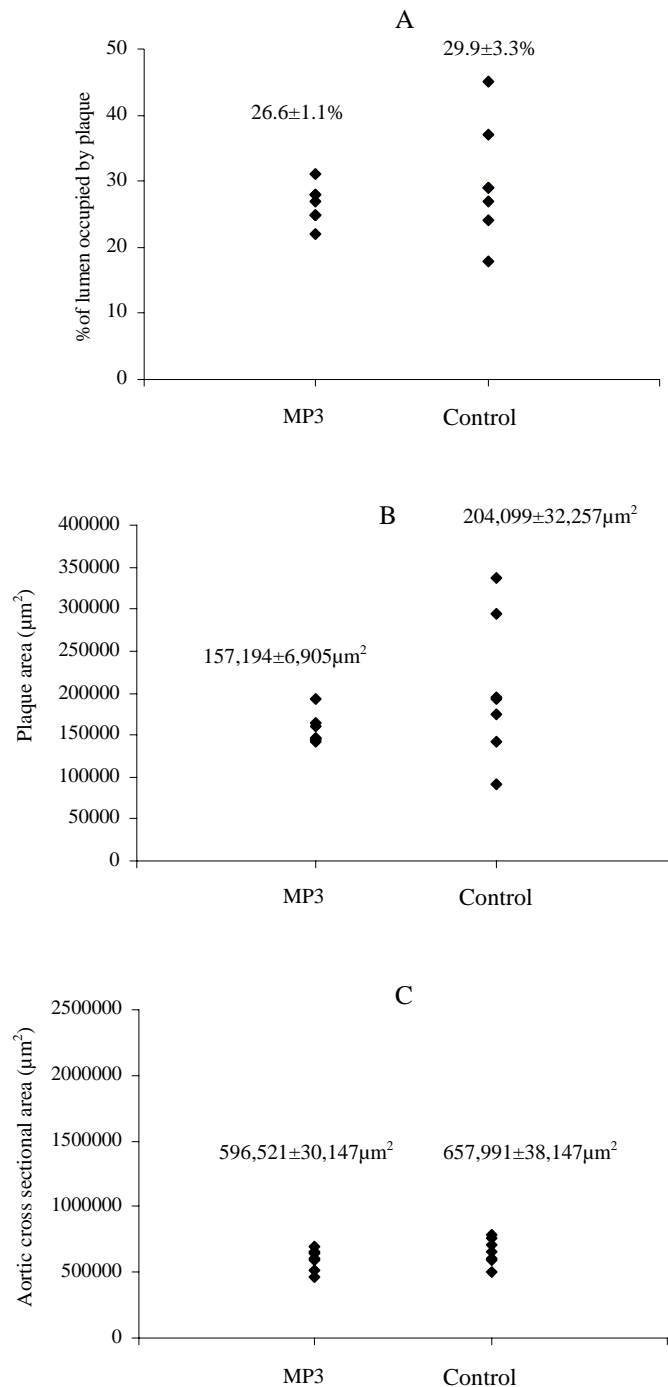 A
29.9±3.3%
26.6±1.1%
% of lumen occupied by plaque
50
40
30
20
10
0
MP3 Control
B
204,099±32,257µm²
157,194±6,905µm²
Plaque area (µm²)
400000
350000
300000
250000
200000
150000
100000
50000
0
MP3 Control
C
596,521±30,147µm² 657,991±38,147µm²
Aortic cross sectional area (µm²)
2500000
2000000
1500000
1000000
500000
0
MP3 Control